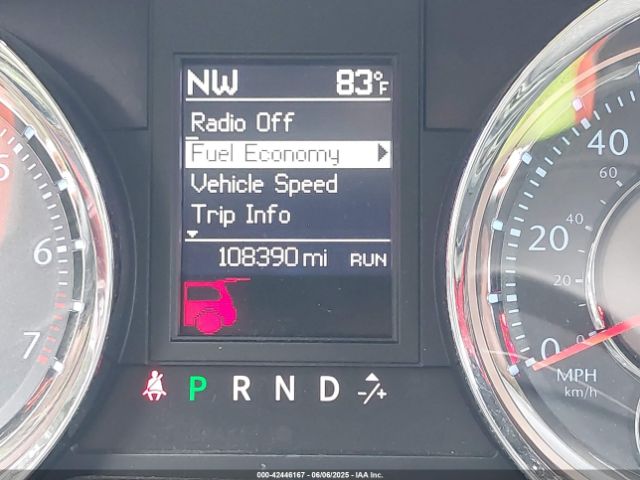 NW 83°F
Radio Off
Fuel Economy
Vehicle Speed
Trip Info
108390 mi RUN
P R N D -/+
6
7
40
60
20
40
20
0
0
MPH
km/h
000-42446167 - 06/06/2025 - IAA Inc.